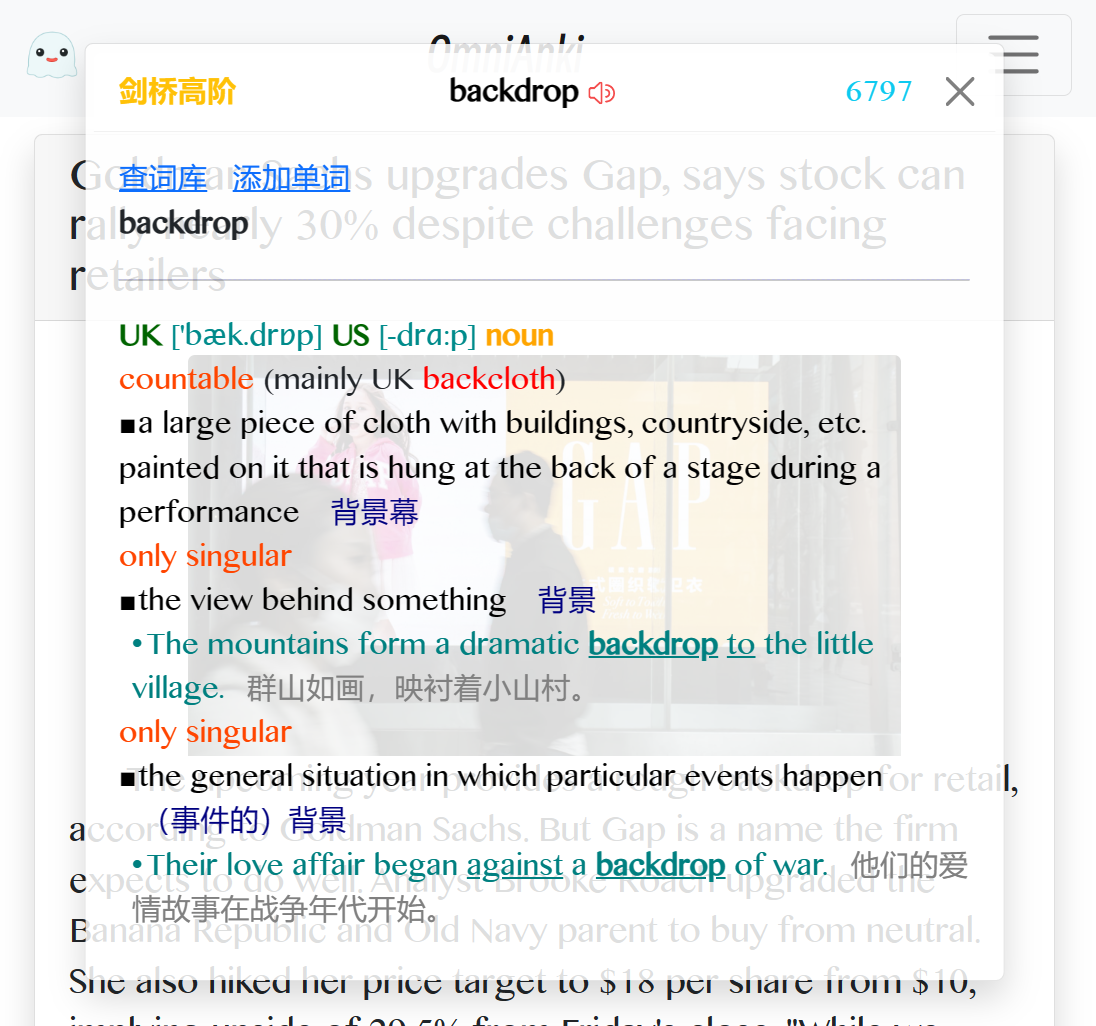 OmniAnki
剑桥高阶 backdrop 6797
查词库 添加单词
backdrop
Goldman Sachs upgrades Gap, says stock can
rally nearly 30% despite challenges facing
retailers
UK ['bæk.drɒp] US [-drɑːp] noun
countable (mainly UK backcloth)
■a large piece of cloth with buildings, countryside, etc.
painted on it that is hung at the back of a stage during a
performance 背景幕
only singular
■the view behind something 背景
•The mountains form a dramatic backdrop to the little
village. 群山如画，映衬着小山村。
only singular
■the general situation in which particular events happen
（事件的）背景
•Their love affair began against a backdrop of war. 他们的爱
情故事在战争年代开始。
GAP
The upcoming year provides a rough backdrop for retail,
according to Goldman Sachs. But Gap is a name the firm
expects to do well. Analyst Brooke Roach upgraded the
Banana Republic and Old Navy parent to buy from neutral.
She also hiked her price target to $18 per share from $10,
implying upside of 29.5% from Friday's close. "While we